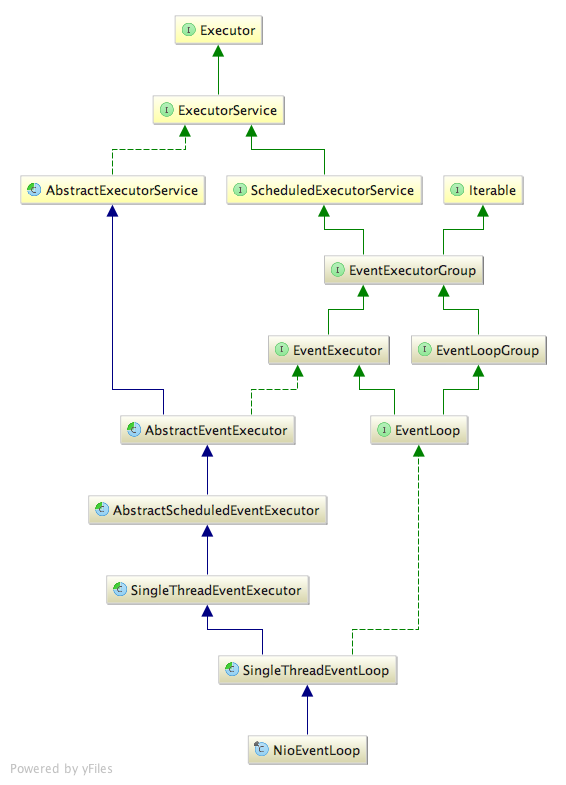 Executor
ExecutorService
AbstractExecutorService
ScheduledExecutorService
Iterable
EventExecutorGroup
EventExecutor
EventLoopGroup
AbstractEventExecutor
EventLoop
AbstractScheduledEventExecutor
SingleThreadEventExecutor
SingleThreadEventLoop
NioEventLoop
Powered by yFiles